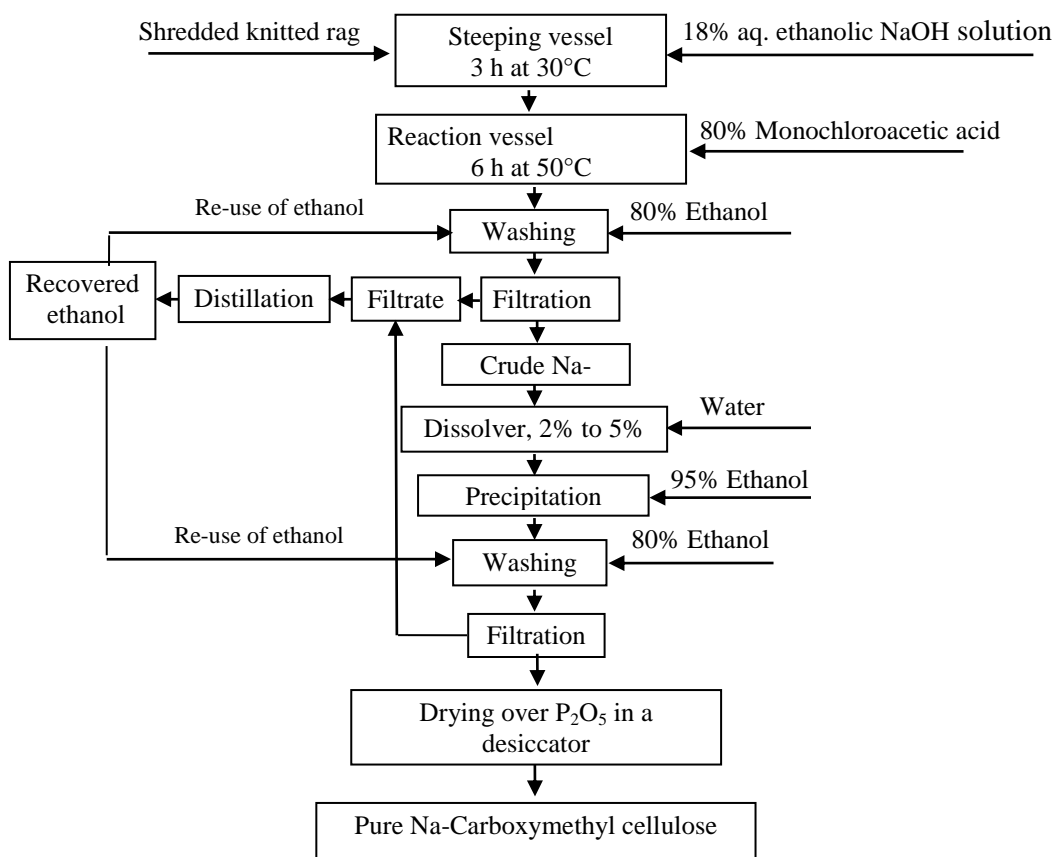 Shredded knitted rag
Steeping vessel
3 h at 30°C
18% aq. ethanolic NaOH solution
Reaction vessel
6 h at 50°C
80% Monochloroacetic acid
Re-use of ethanol
Washing
80% Ethanol
Recovered
ethanol
Distillation
Filtrate
Filtration
Crude Na-
Water
Dissolver, 2% to 5%
Precipitation
95% Ethanol
Re-use of ethanol
Washing
80% Ethanol
Filtration
Drying over P₂O₅ in a
desiccator
Pure Na-Carboxymethyl cellulose